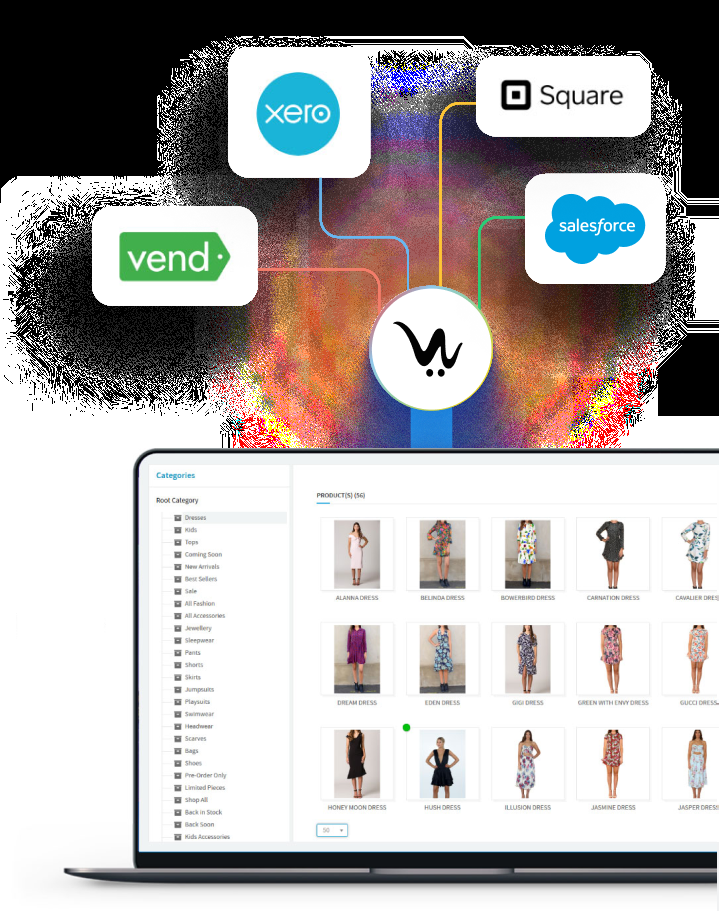 xero
Square
salesforce
vend
Categories
Root Category
Dresses
Kids
Tops
Coming Soon
New Arrivals
Best Sellers
Sale
All Fashion
All Accessories
Jewellery
Sleepwear
Pants
Shorts
Skirts
Jumpsuits
Playsuits
Swimwear
Headwear
Scarves
Bags
Shoes
Pre-Order Only
Limited Pieces
Shop All
Back in Stock
Back Soon
Kids Accessories
PRODUCT(S) (56)
ALANNA DRESS
BELINDA DRESS
BOWERBIRD DRESS
CARNATION DRESS
CAVALIER DRES
DREAM DRESS
EDEN DRESS
GIGI DRESS
GREEN WITH ENVY DRESS
GUCCI DRESS
HONEY MOON DRESS
HUSH DRESS
ILLUSION DRESS
JASMINE DRESS
JASPER DRES
50